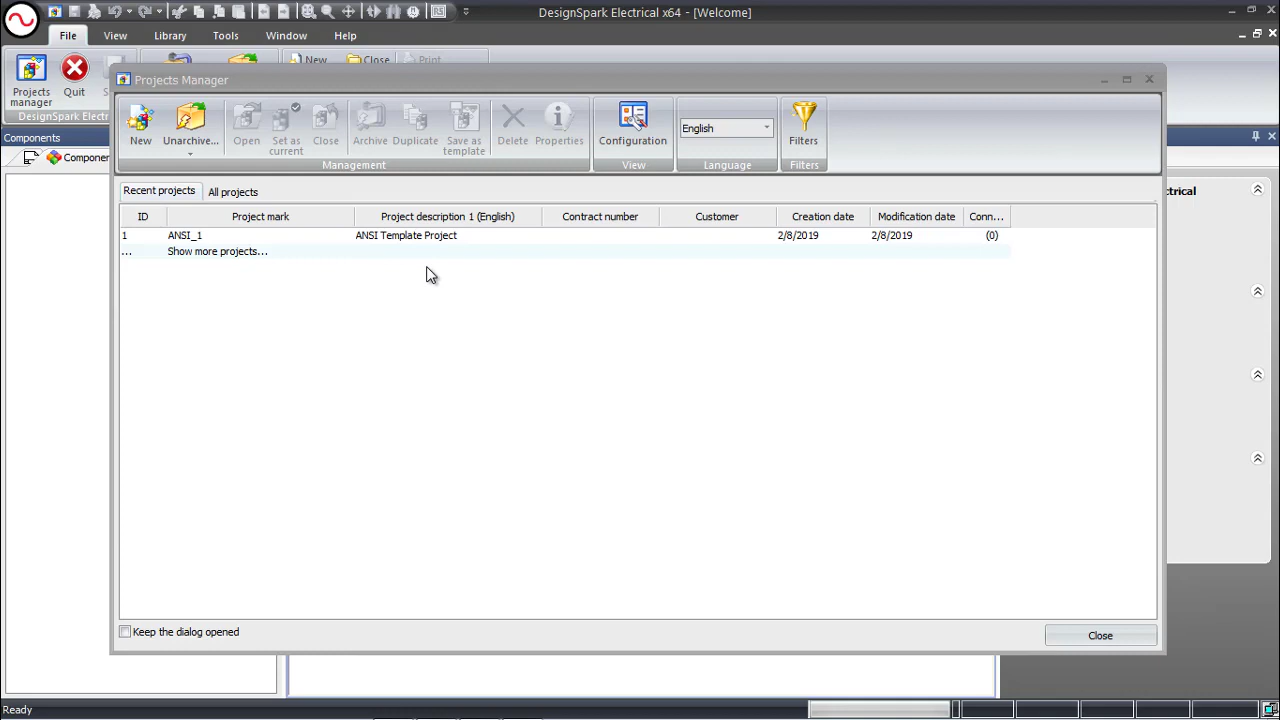 DesignSpark Electrical x64 - [Welcome]
File View Library Tools Window Help
Projects manager
Quit
New Close Print
DesignSpark Electr
Projects Manager
New Unarchive... Open Set as current Close Archive Duplicate Save as template Delete Properties Configuration English Filters
Management View Language Filters
Components
Componen
ctrical
Recent projects All projects
ID Project mark Project description 1 (English) Contract number Customer Creation date Modification date Conn...
1 ANSI_1 ANSI Template Project 2/8/2019 2/8/2019 (0)
... Show more projects...
Keep the dialog opened
Close
Ready